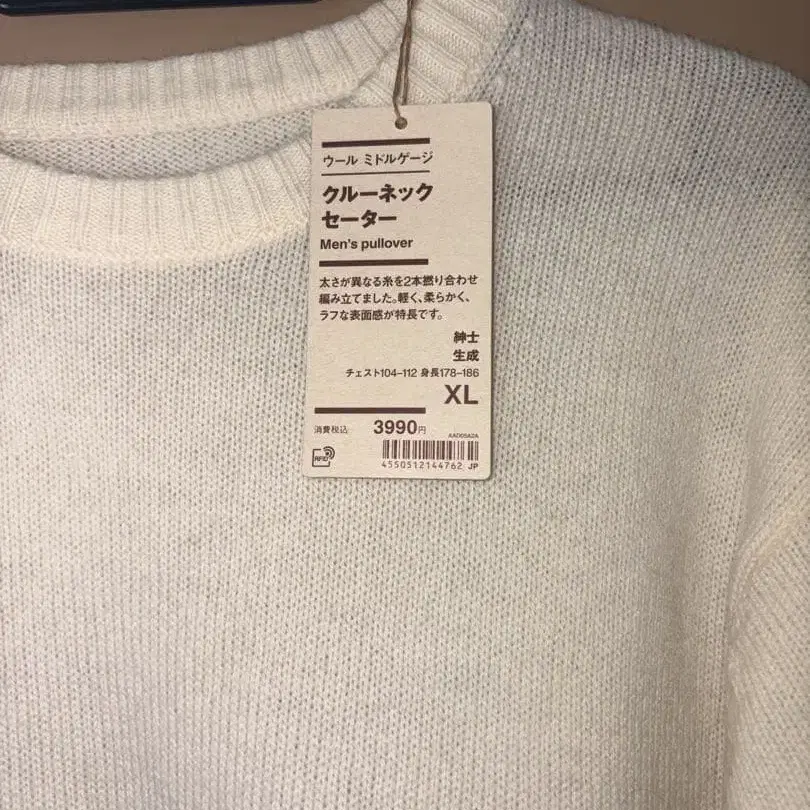 ウール ミドルゲージ
クルーネック
セーター
Men's pullover
太さが異なる糸を2本撚り合わせ
編み立てました。軽く、柔らかく、
ラフな表面感が特長です。
紳士
生成
チェスト104–112 身長178–186
XL
消費税込 3990円
AAD05A2A
RFID
4550512144762 JP